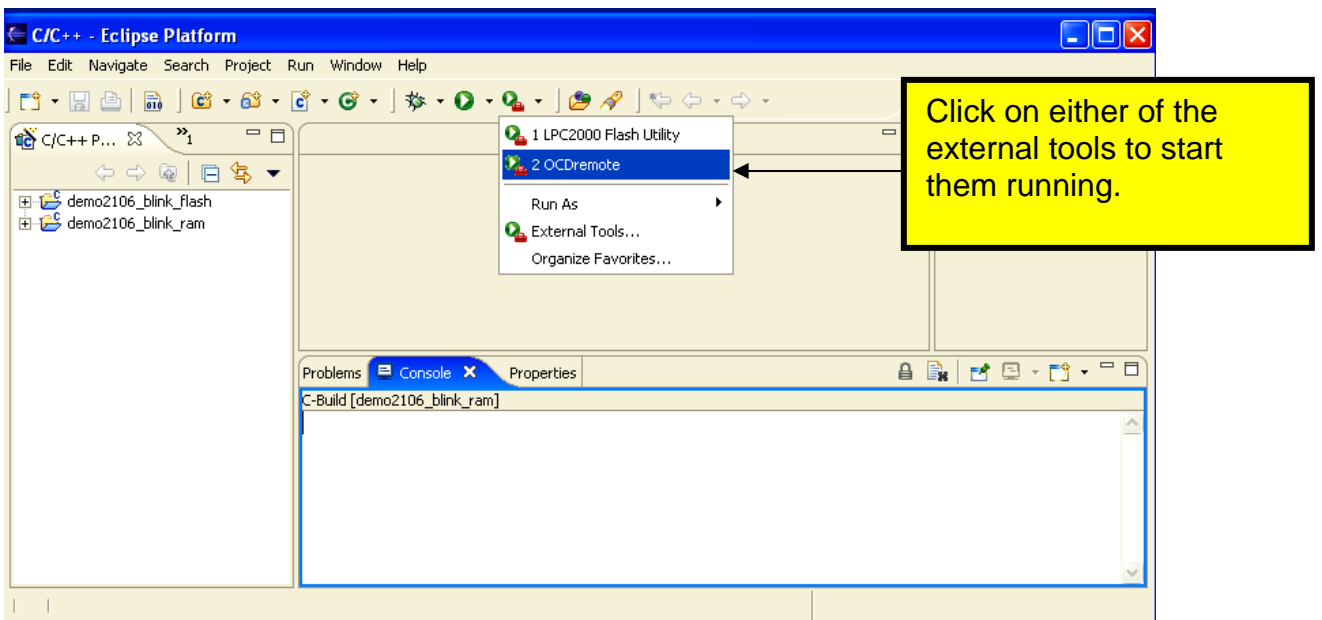 C/C++ - Eclipse Platform
File Edit Navigate Search Project Run Window Help
010
C/C++ P... »1
1 LPC2000 Flash Utility
2 OCDremote
Run As
External Tools...
Organize Favorites...
Click on either of the
external tools to start
them running.
demo2106_blink_flash
demo2106_blink_ram
Problems Console Properties
C-Build [demo2106_blink_ram]